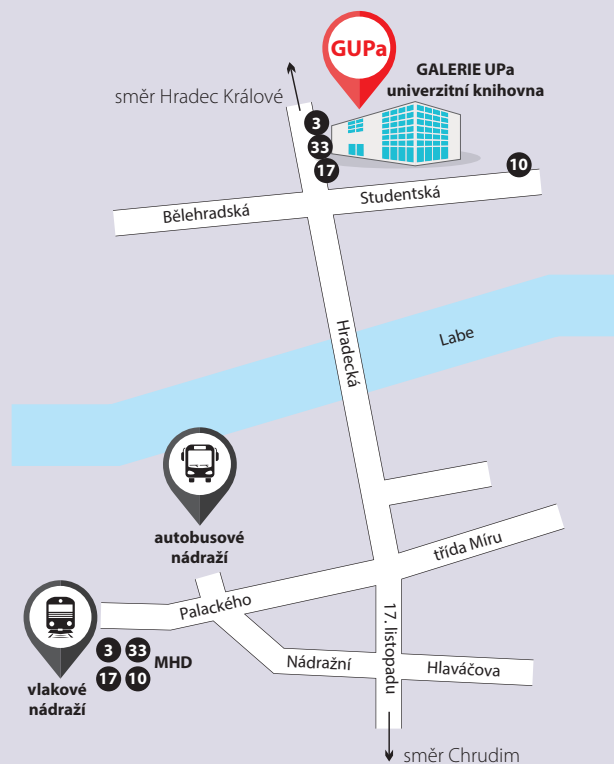 GUPa
GALERIE UPa
univerzitní knihovna
směr Hradec Králové
3
33
17
10
Bělehradská
Studentská
Hradecká
Labe
autobusové
nádraží
třída Míru
Palackého
3 33
MHD
17 10
vlakové
nádraží
17. listopadu
Nádražní
Hlaváčova
směr Chrudim